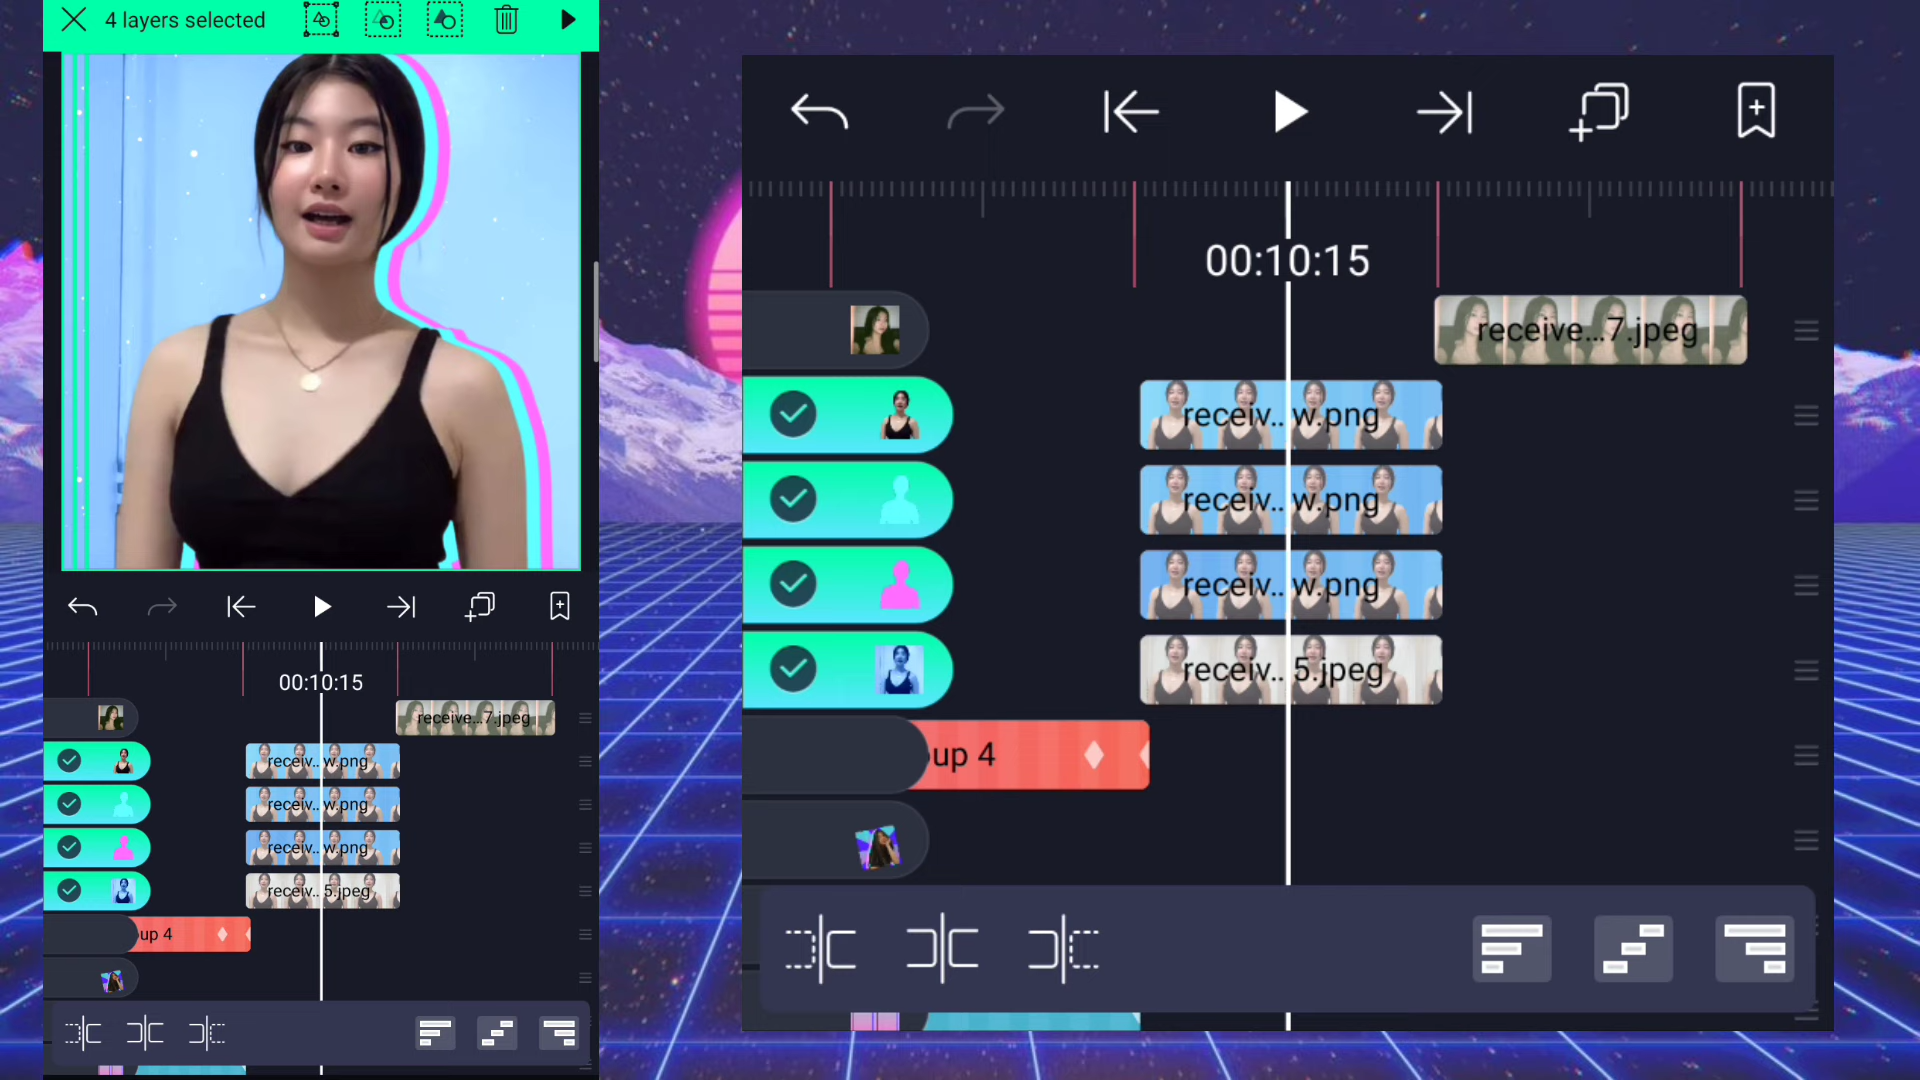 4 layers selected
00:10:15
receive...7.jpeg
receiv.. w.png
receiv.. w.png
receiv.. w.png
receiv.. 5.jpeg
up 4
00:10:15
receive...7.jpeg
receiv.. w.png
receiv.. w.png
receiv.. w.png
receiv.. 5.jpeg
up 4